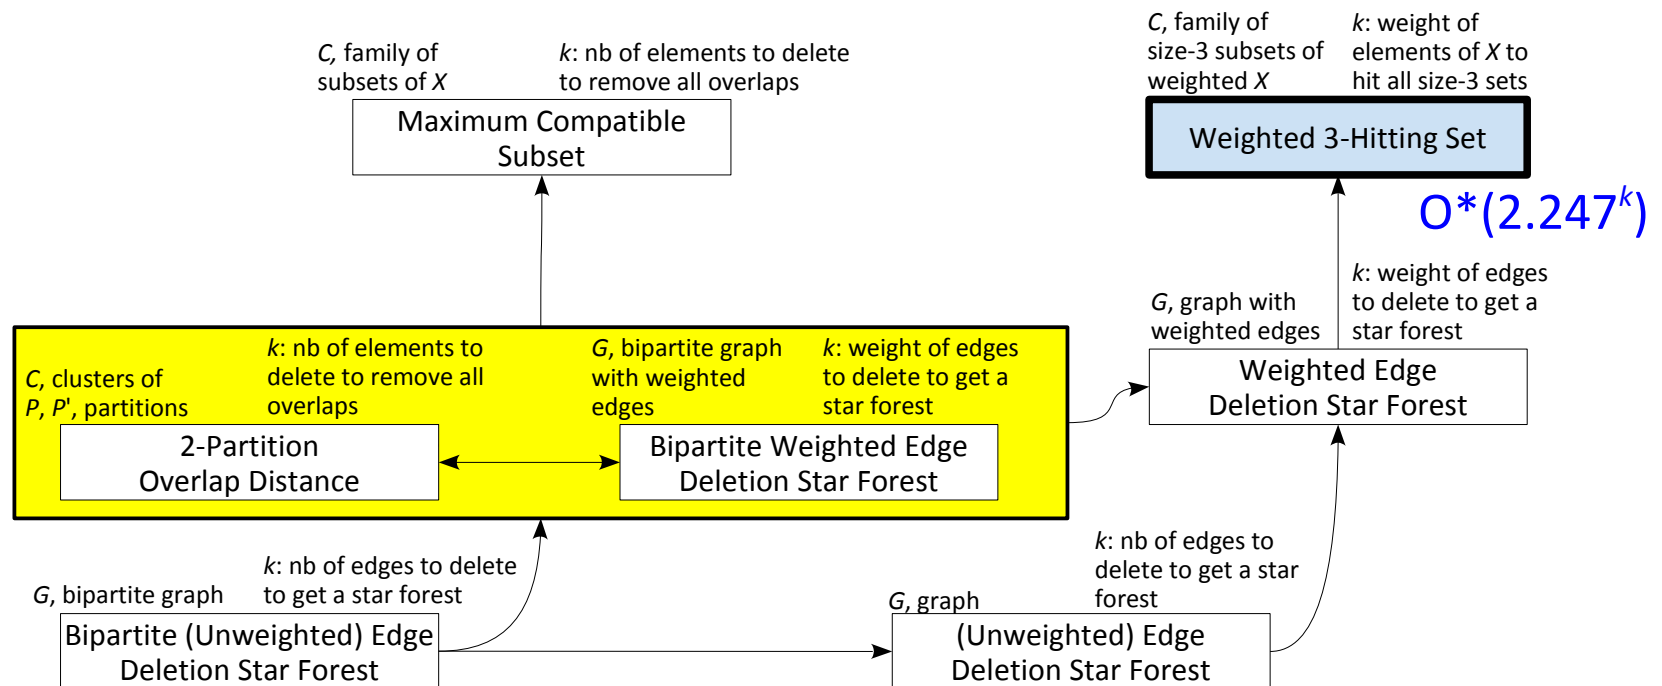 C, family of
subsets of X
k: nb of elements to delete
to remove all overlaps
Maximum Compatible
Subset
C, family of
size-3 subsets of
weighted X
k: weight of
elements of X to
hit all size-3 sets
Weighted 3-Hitting Set
O*(2.247^k)
C, clusters of
P, P', partitions
k: nb of elements to
delete to remove all
overlaps
2-Partition
Overlap Distance
G, bipartite graph
with weighted
edges
k: weight of edges
to delete to get a
star forest
Bipartite Weighted Edge
Deletion Star Forest
G, graph with
weighted edges
k: weight of edges
to delete to get a
star forest
Weighted Edge
Deletion Star Forest
G, bipartite graph
k: nb of edges to delete
to get a star forest
Bipartite (Unweighted) Edge
Deletion Star Forest
G, graph
k: nb of edges to
delete to get a star
forest
(Unweighted) Edge
Deletion Star Forest